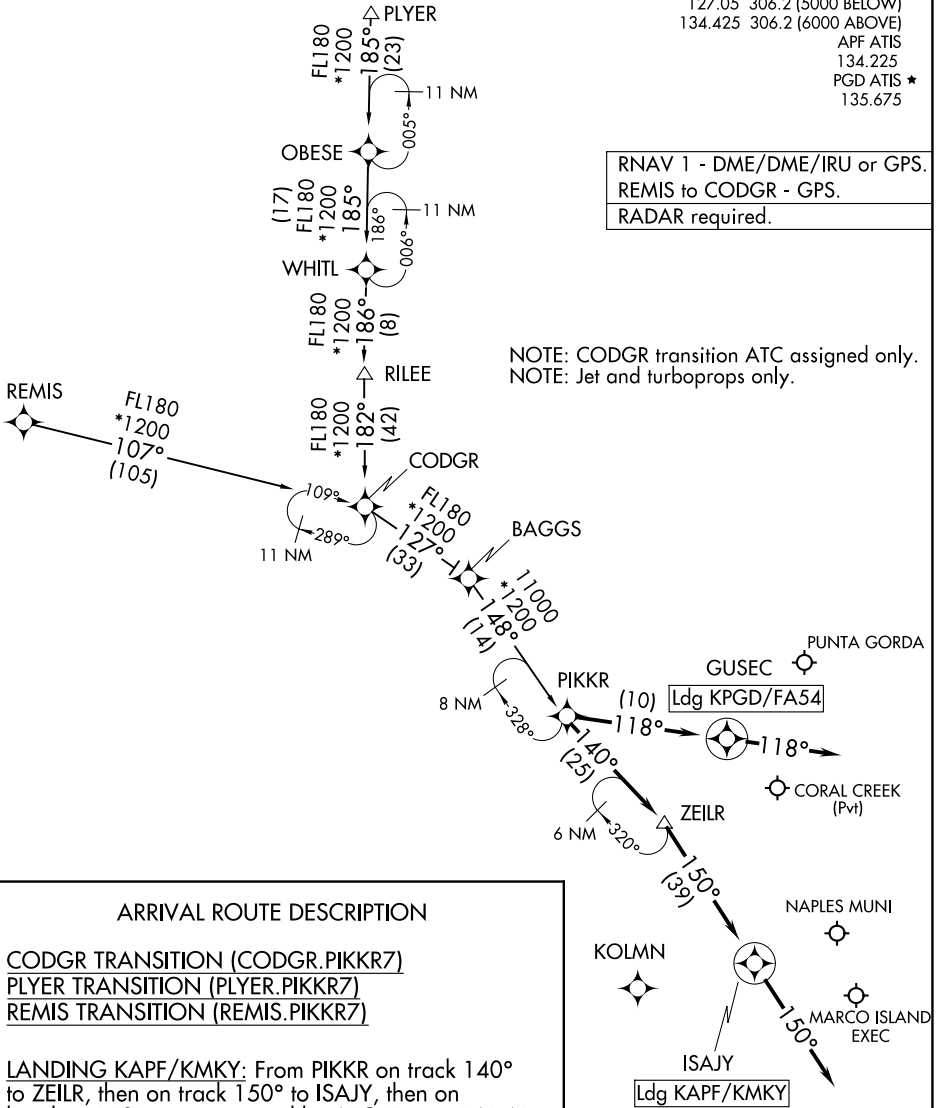 127.05 306.2 (5000 BELOW)
134.425 306.2 (6000 ABOVE)
APF ATIS
134.225
PGD ATIS ★
135.675
PLYER
FL180
*1200
185°
(23)
11 NM
005°
OBESE
(17)
FL180
*1200
185°
186°
11 NM
006°
WHITL
FL180
*1200
186°
(8)
RILEE
FL180
*1200
182°
(42)
RNAV 1 - DME/DME/IRU or GPS.
REMIS to CODGR - GPS.
RADAR required.
NOTE: CODGR transition ATC assigned only.
NOTE: Jet and turboprops only.
REMIS
FL180
*1200
107°
(105)
CODGR
109°
289°
11 NM
FL180
*1200
127°
(33)
BAGGS
11000
*1200
148°
(14)
8 NM
328°
PIKKR
(10)
118°
GUSEC
Ldg KPGD/FA54
118°
PUNTA GORDA
CORAL CREEK
(Pvt)
140°
(25)
6 NM
320°
ZEILR
150°
(39)
NAPLES MUNI
KOLMN
MARCO ISLAND
EXEC
150°
ISAJY
Ldg KAPF/KMKY
ARRIVAL ROUTE DESCRIPTION
CODGR TRANSITION (CODGR.PIKKR7)
PLYER TRANSITION (PLYER.PIKKR7)
REMIS TRANSITION (REMIS.PIKKR7)
LANDING KAPF/KMKY: From PIKKR on track 140°
to ZEILR, then on track 150° to ISAJY, then on